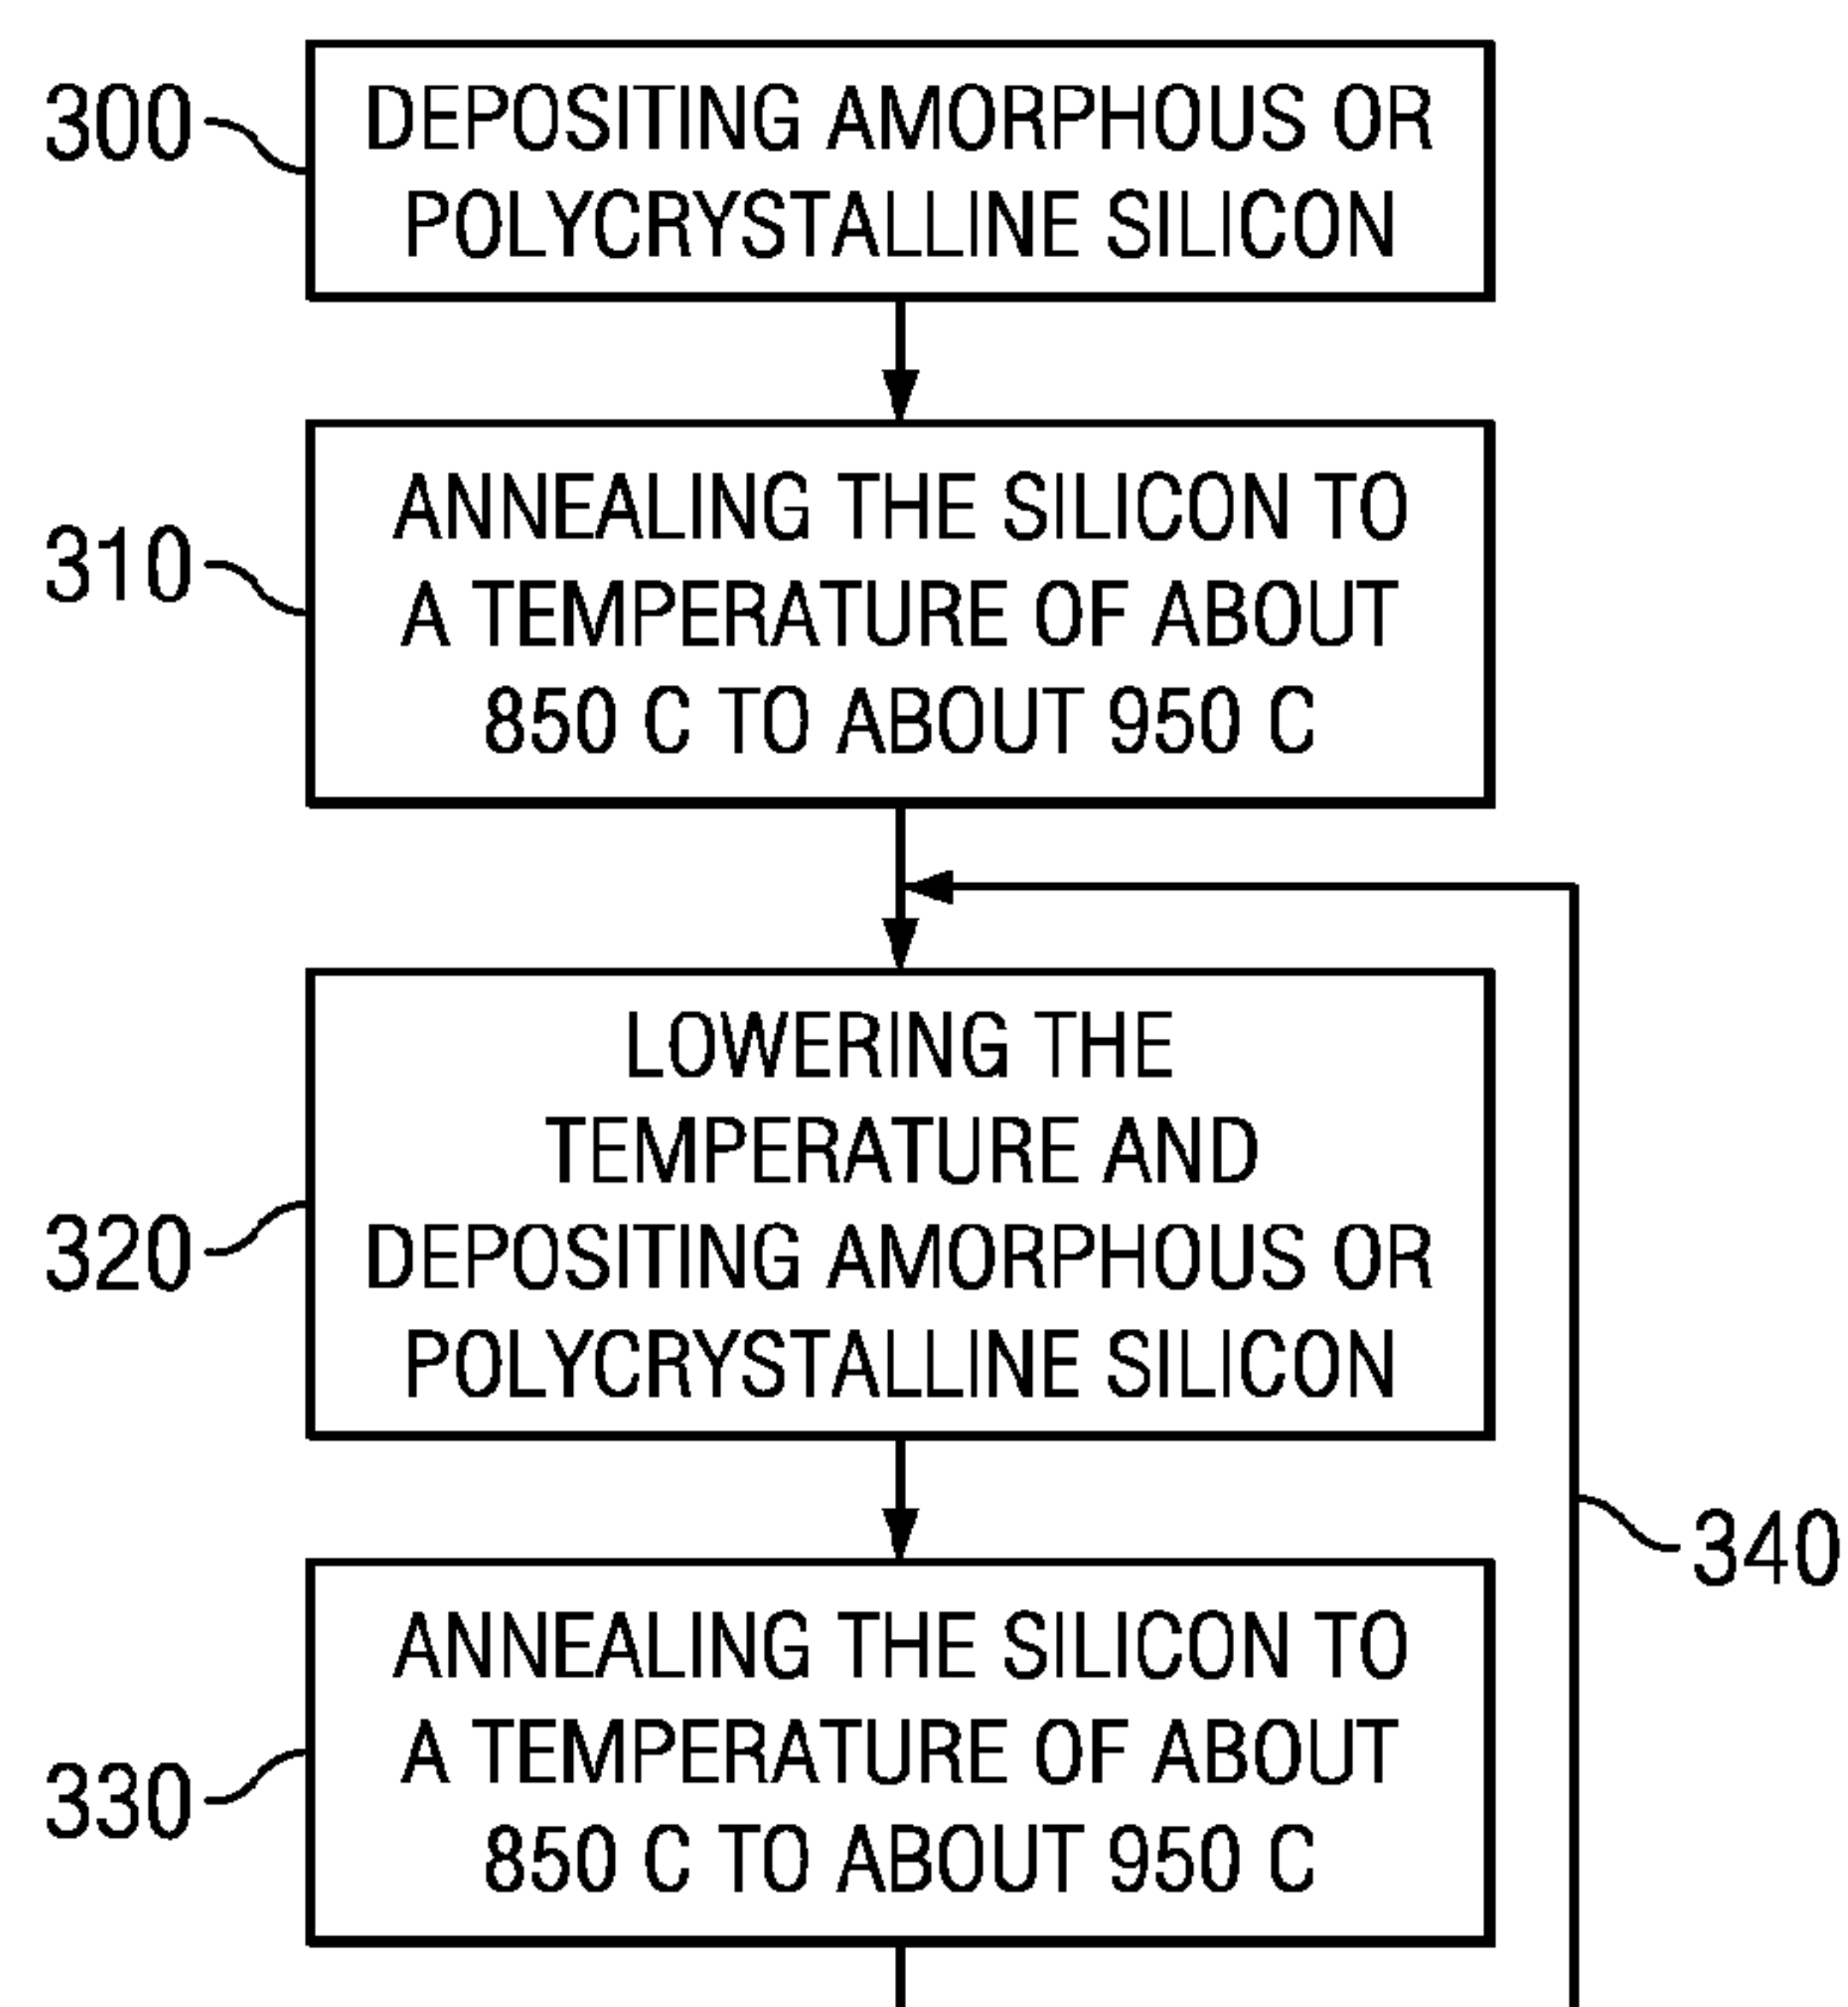 300
DEPOSITING AMORPHOUS OR
POLYCRYSTALLINE SILICON
310
ANNEALING THE SILICON TO
A TEMPERATURE OF ABOUT
850 C TO ABOUT 950 C
320
LOWERING THE
TEMPERATURE AND
DEPOSITING AMORPHOUS OR
POLYCRYSTALLINE SILICON
340
330
ANNEALING THE SILICON TO
A TEMPERATURE OF ABOUT
850 C TO ABOUT 950 C